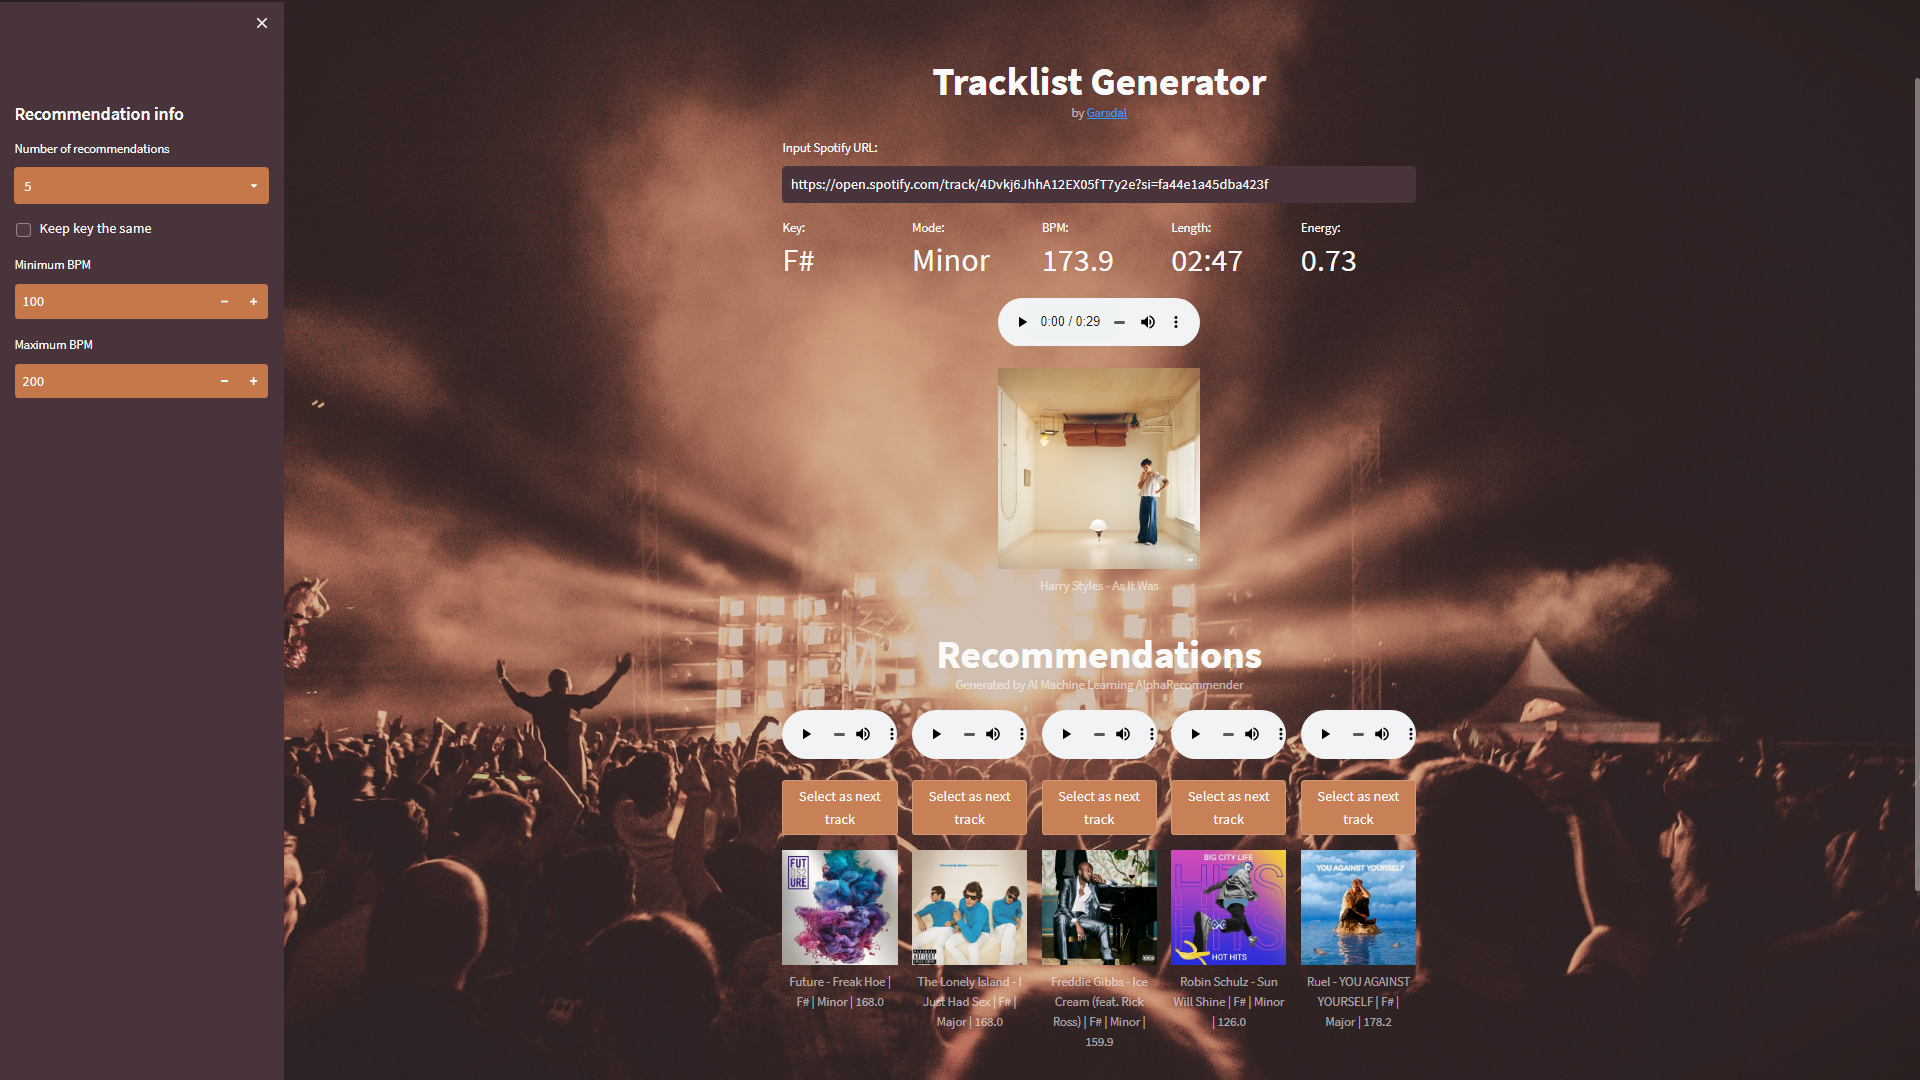 Recommendation info
Number of recommendations
5
Keep key the same
Minimum BPM
100
Maximum BPM
200
Tracklist Generator
by Garsdal
Input Spotify URL:
https://open.spotify.com/track/4Dvkj6JhhA12EX05fT7y2e?si=fa44e1a45dba423f
Key: Mode: BPM: Length: Energy:
F# Minor 173.9 02:47 0.73
0:00 / 0:29
Harry Styles - As It Was
Recommendations
Generated by AI Machine Learning AlphaRecommender
Select as next
track
Select as next
track
Select as next
track
Select as next
track
Select as next
track
FUT
DS2
URE
BIG CITY LIFE
HITS
HITS
HOT HITS
YOU AGAINST YOURSELF
Future - Freak Hoe |
F# | Minor | 168.0
The Lonely Island - I
Just Had Sex | F# |
Major | 168.0
Freddie Gibbs - Ice
Cream (feat. Rick
Ross) | F# | Minor |
159.9
Robin Schulz - Sun
Will Shine | F# | Minor
| 126.0
Ruel - YOU AGAINST
YOURSELF | F# |
Major | 178.2